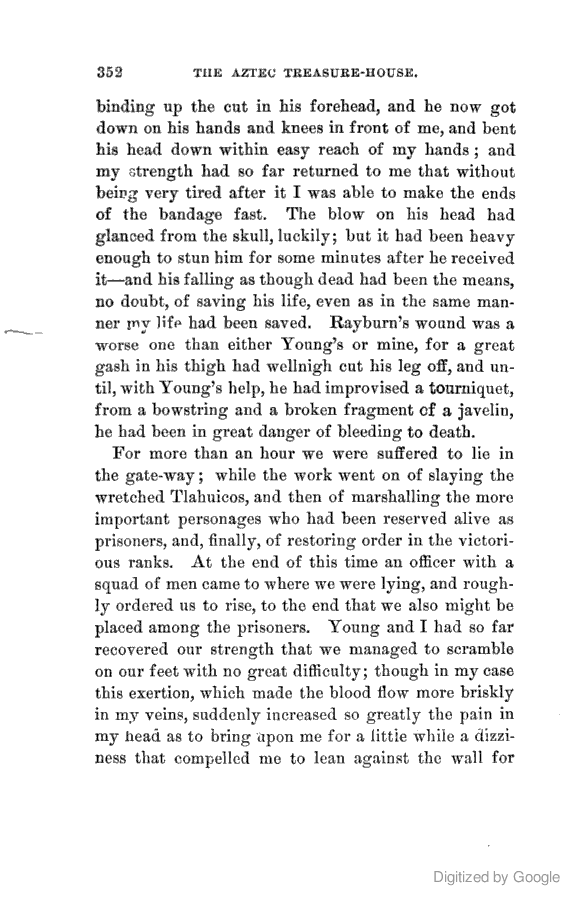 352 THE AZTEC TREASURE-HOUSE.
binding up the cut in his forehead, and he now got
down on his hands and knees in front of me, and bent
his head down within easy reach of my hands; and
my strength had so far returned to me that without
being very tired after it I was able to make the ends
of the bandage fast. The blow on his head had
glanced from the skull, luckily; but it had been heavy
enough to stun him for some minutes after he received
it—and his falling as though dead had been the means,
no doubt, of saving his life, even as in the same man-
ner my life had been saved. Rayburn's wound was a
worse one than either Young's or mine, for a great
gash in his thigh had wellnigh cut his leg off, and un-
til, with Young's help, he had improvised a tourniquet,
from a bowstring and a broken fragment of a javelin,
he had been in great danger of bleeding to death.
For more than an hour we were suffered to lie in
the gate-way; while the work went on of slaying the
wretched Tlahuicos, and then of marshalling the more
important personages who had been reserved alive as
prisoners, and, finally, of restoring order in the victori-
ous ranks. At the end of this time an officer with a
squad of men came to where we were lying, and rough-
ly ordered us to rise, to the end that we also might be
placed among the prisoners. Young and I had so far
recovered our strength that we managed to scramble
on our feet with no great difficulty; though in my case
this exertion, which made the blood flow more briskly
in my veins, suddenly increased so greatly the pain in
my head as to bring upon me for a little while a dizzi-
ness that compelled me to lean against the wall for
Digitized by Google